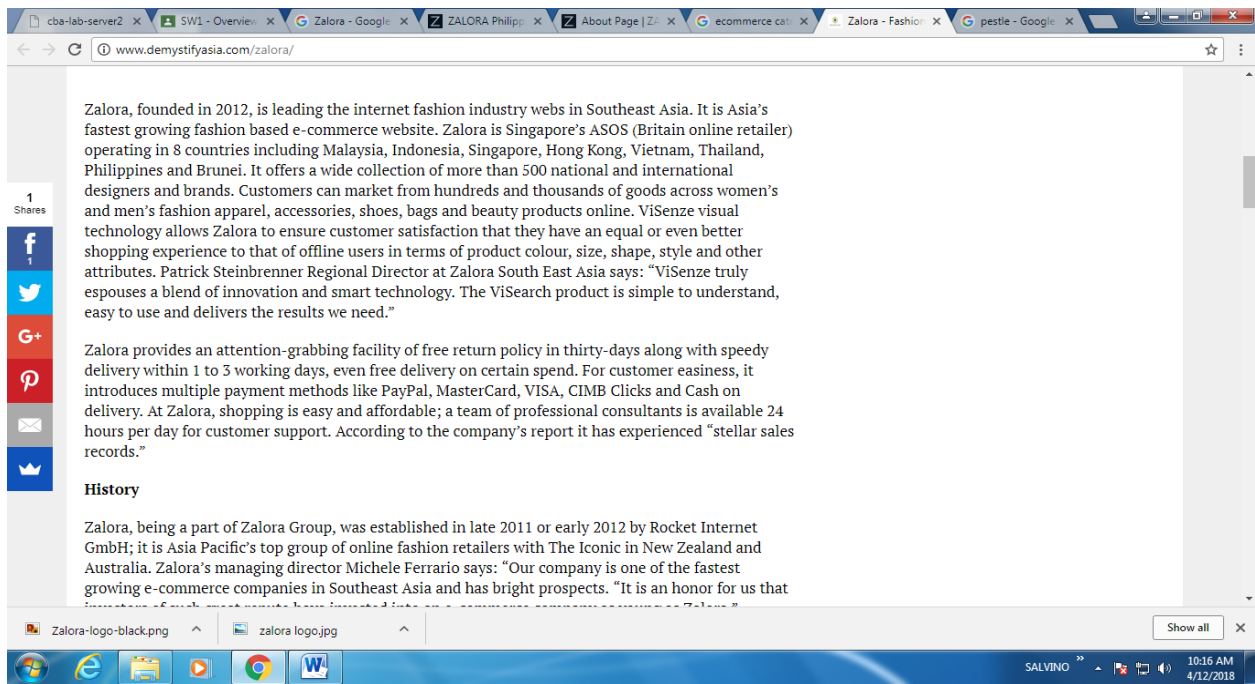 cba-lab-server2
SW1 - Overview
Zalora - Google
ZALORA Philipp
About Page | ZA
ecommerce cat
Zalora - Fashion
pestle - Google
www.demystifyasia.com/zalora/
Zalora, founded in 2012, is leading the internet fashion industry webs in Southeast Asia. It is Asia’s
fastest growing fashion based e-commerce website. Zalora is Singapore’s ASOS (Britain online retailer)
operating in 8 countries including Malaysia, Indonesia, Singapore, Hong Kong, Vietnam, Thailand,
Philippines and Brunei. It offers a wide collection of more than 500 national and international
designers and brands. Customers can market from hundreds and thousands of goods across women’s
and men’s fashion apparel, accessories, shoes, bags and beauty products online. ViSenze visual
technology allows Zalora to ensure customer satisfaction that they have an equal or even better
shopping experience to that of offline users in terms of product colour, size, shape, style and other
attributes. Patrick Steinbrenner Regional Director at Zalora South East Asia says: “ViSenze truly
espouses a blend of innovation and smart technology. The ViSearch product is simple to understand,
easy to use and delivers the results we need.”
1
Shares
f
1
G+
Zalora provides an attention-grabbing facility of free return policy in thirty-days along with speedy
delivery within 1 to 3 working days, even free delivery on certain spend. For customer easiness, it
introduces multiple payment methods like PayPal, MasterCard, VISA, CIMB Clicks and Cash on
delivery. At Zalora, shopping is easy and affordable; a team of professional consultants is available 24
hours per day for customer support. According to the company’s report it has experienced “stellar sales
records.”
History
Zalora, being a part of Zalora Group, was established in late 2011 or early 2012 by Rocket Internet
GmbH; it is Asia Pacific’s top group of online fashion retailers with The Iconic in New Zealand and
Australia. Zalora’s managing director Michele Ferrario says: “Our company is one of the fastest
growing e-commerce companies in Southeast Asia and has bright prospects. “It is an honor for us that
Zalora-logo-black.png
zalora logo.jpg
Show all
SALVINO
10:16 AM
4/12/2018